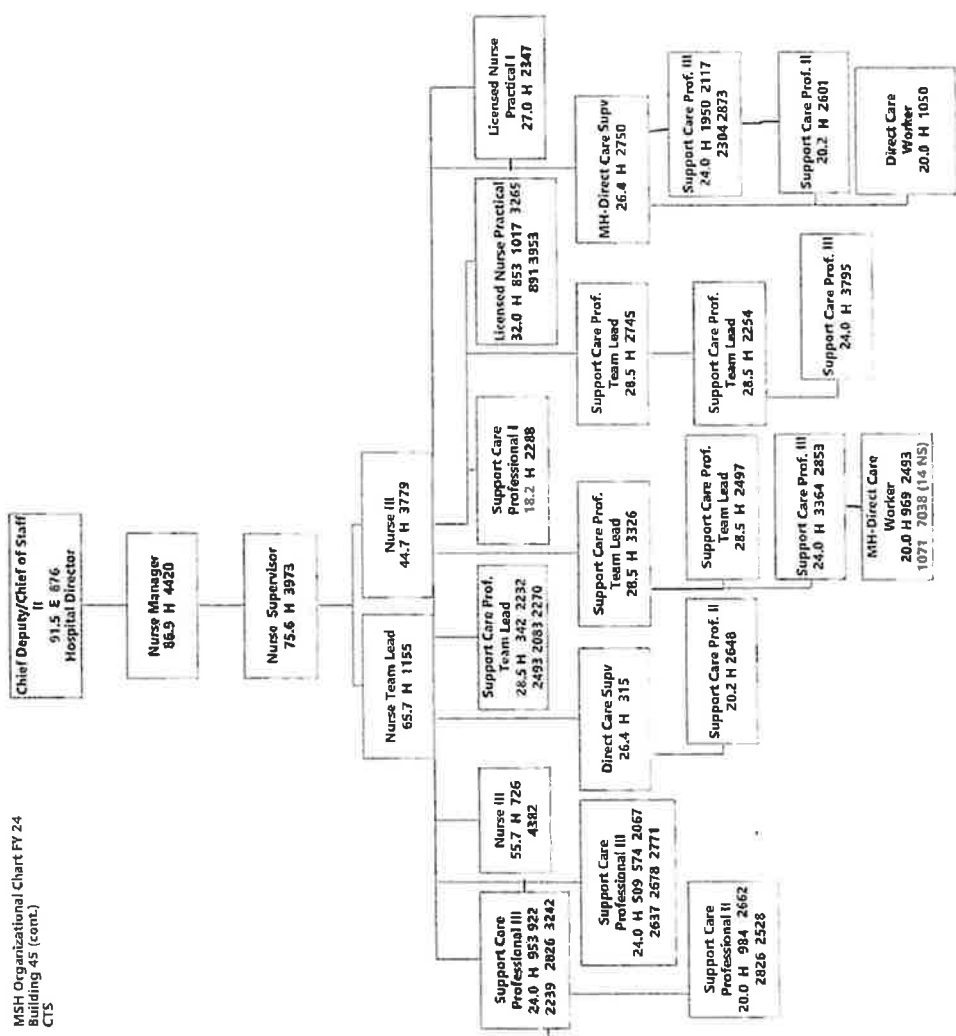 MSH Organizational Chart FY 24
Building 45 (cont.)
CTS
Chief Deputy/Chief of Staff
II
91.5 E 876
Hospital Director
Nurse Manager
86.9 H 4420
Nurse Supervisor
75.6 H 3973
Nurse Team Lead
65.7 H 1155
Nurse III
44.7 H 3779
Support Care
Professional III
24.0 H 953 922
2239 2826 3242
Nurse III
55.7 H 726
4382
Support Care Prof.
Team Lead
28.5 H 342 2232
2493 2083 2270
Support Care
Professional I
18.2 H 2288
Licensed Nurse Practical
32.0 H 853 1017 3265
891 3953
Licensed Nurse
Practical I
27.0 H 2347
Support Care
Professional III
24.0 H 509 574 2067
2637 2678 2771
Direct Care Supv
26.4 H 315
Support Care Prof.
Team Lead
28.5 H 3326
Support Care Prof.
Team Lead
28.5 H 2745
MH-Direct Care Supv
26.4 H 2750
Support Care
Professional II
20.0 H 984 2662
2826 2528
Support Care Prof. II
20.2 H 2648
Support Care Prof.
Team Lead
28.5 H 2497
Support Care Prof.
Team Lead
28.5 H 2254
Support Care Prof. III
24.0 H 1950 2117
2304 2873
Support Care Prof. III
24.0 H 3364 2853
Support Care Prof. III
24.0 H 3795
Support Care Prof. II
20.2 H 2601
MH-Direct Care
Worker
20.0 H 969 2493
1071 7038 (14 NS)
Direct Care
Worker
20.0 H 1050